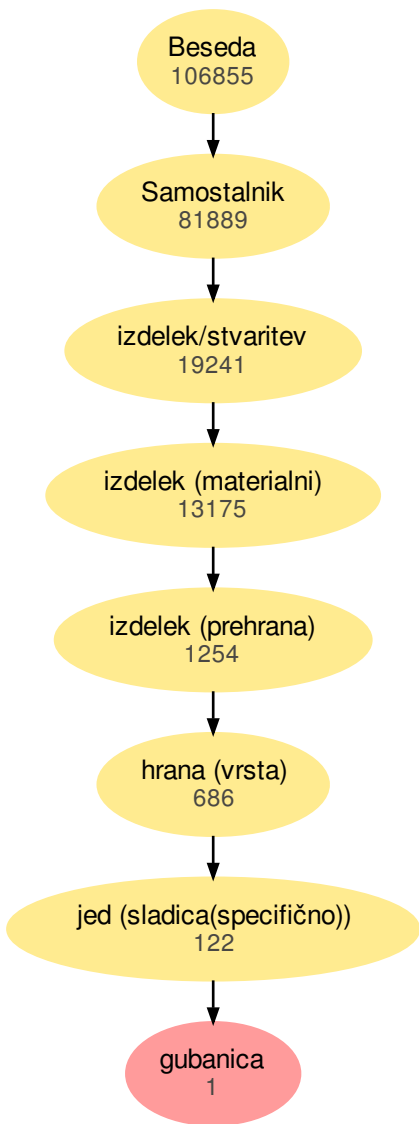 Beseda
106855
Samostalnik
81889
izdelek/stvaritev
19241
izdelek (materialni)
13175
izdelek (prehrana)
1254
hrana (vrsta)
686
jed (sladica(specifično))
122
gubanica
1